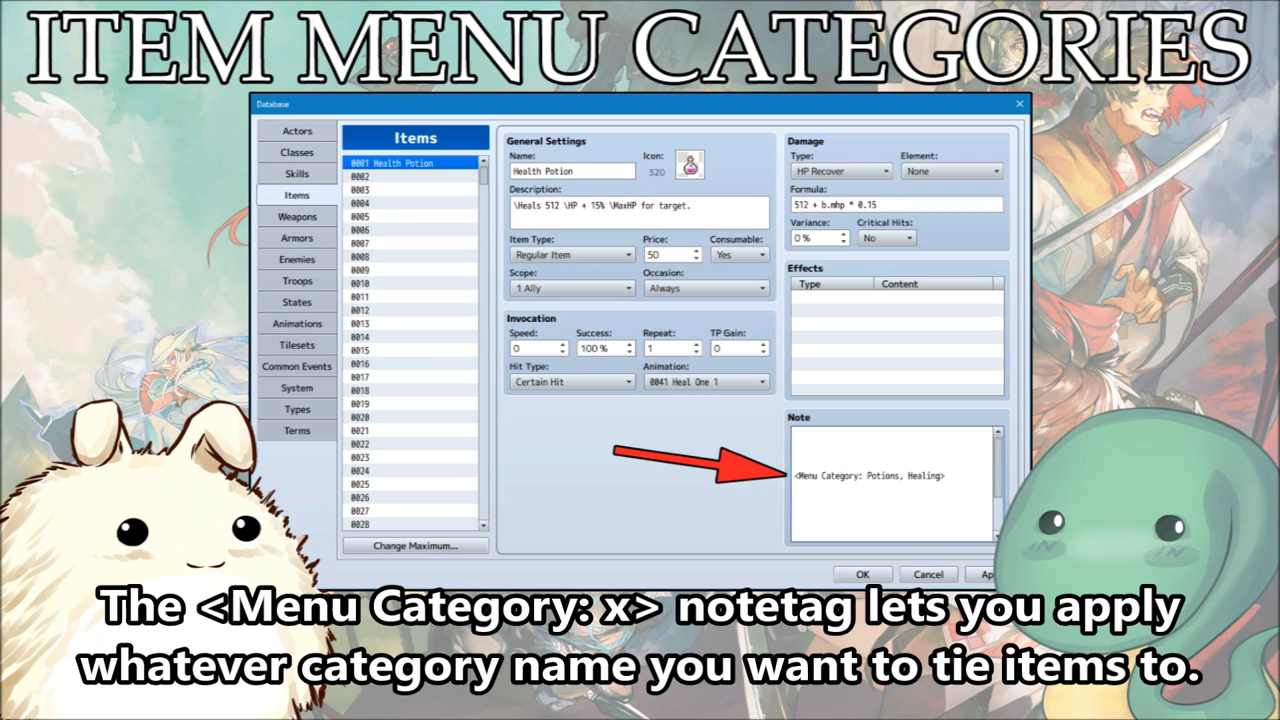 ITEM MENU CATEGORIES
Database
Actors
Classes
Skills
Items
Weapons
Armors
Enemies
Troops
States
Animations
Tilesets
Common Events
System
Types
Terms
Items
0001 Health Potion
0002
0003
0004
0005
0006
0007
0008
0009
0010
0011
0012
0013
0014
0015
0016
0017
0018
0019
0020
0021
0022
0023
0024
0025
0026
0027
0028
Change Maximum...
General Settings
Name: Icon:
Health Potion 320
Description:
\Heals 512 \HP + 15% \MaxHP for target.
Item Type: Price: Consumable:
Regular Item 50 Yes
Scope: Occasion:
1 Ally Always
Invocation
Speed: Success: Repeat: TP Gain:
0 100 % 1 0
Hit Type: Animation:
Certain Hit 0041 Heal One 1
Damage
Type: Element:
HP Recover None
Formula:
512 + b.mhp * 0.15
Variance: Critical Hits:
0 % No
Effects
Type Content
Note
<Menu Category: Potions, Healing>
OK Cancel Ap
The <Menu Category: x> notetag lets you apply
whatever category name you want to tie items to.